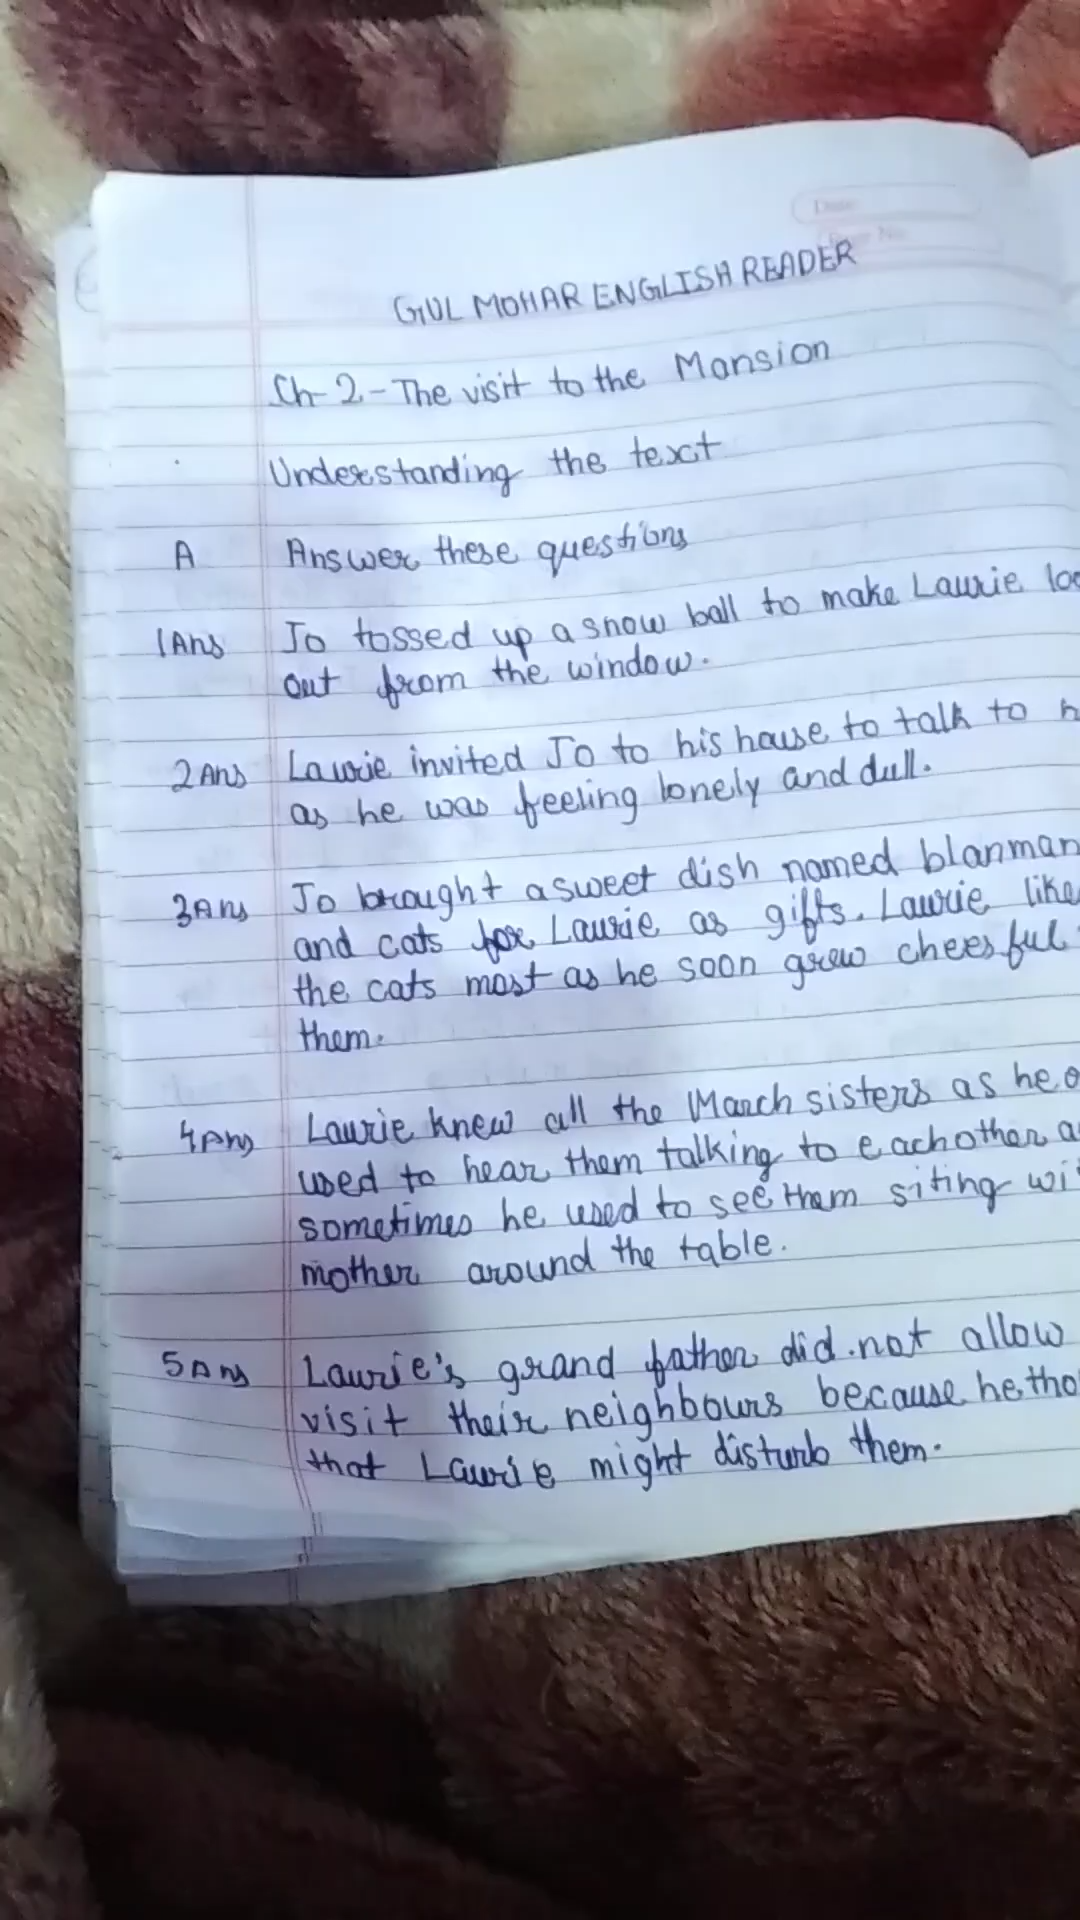 Date
GUL MOHAR ENGLISH READER
Ch-2-The visit to the Mansion
Understanding the text
A Answer these questions
1Ans Jo tossed up a snow ball to make Laurie
out from the window.
2Ans Laurie invited Jo to his house to talk to
as he was feeling lonely and dull.
3Ans Jo brought a sweet dish named
and cats for Laurie as gifts. Laurie
the cats most as he soon grew cheerful
them.
4Ans Laurie knew all the March sisters as he
used to hear them talking to eachother
sometimes he used to see them siting
mother around the table.
5Ans Laurie's grand father did not allow
visit their neighbours because he
that Laurie might disturb them.